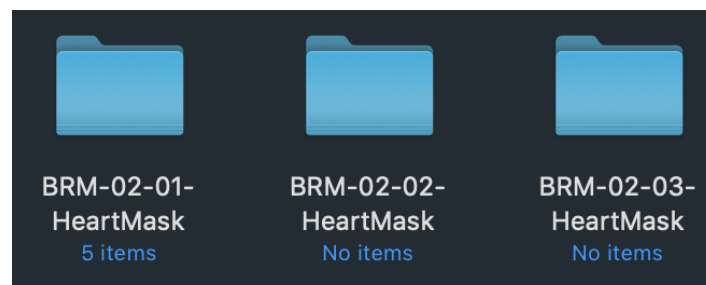 BRM-02-01-
HeartMask
5 items
BRM-02-02-
HeartMask
No items
BRM-02-03-
HeartMask
No items